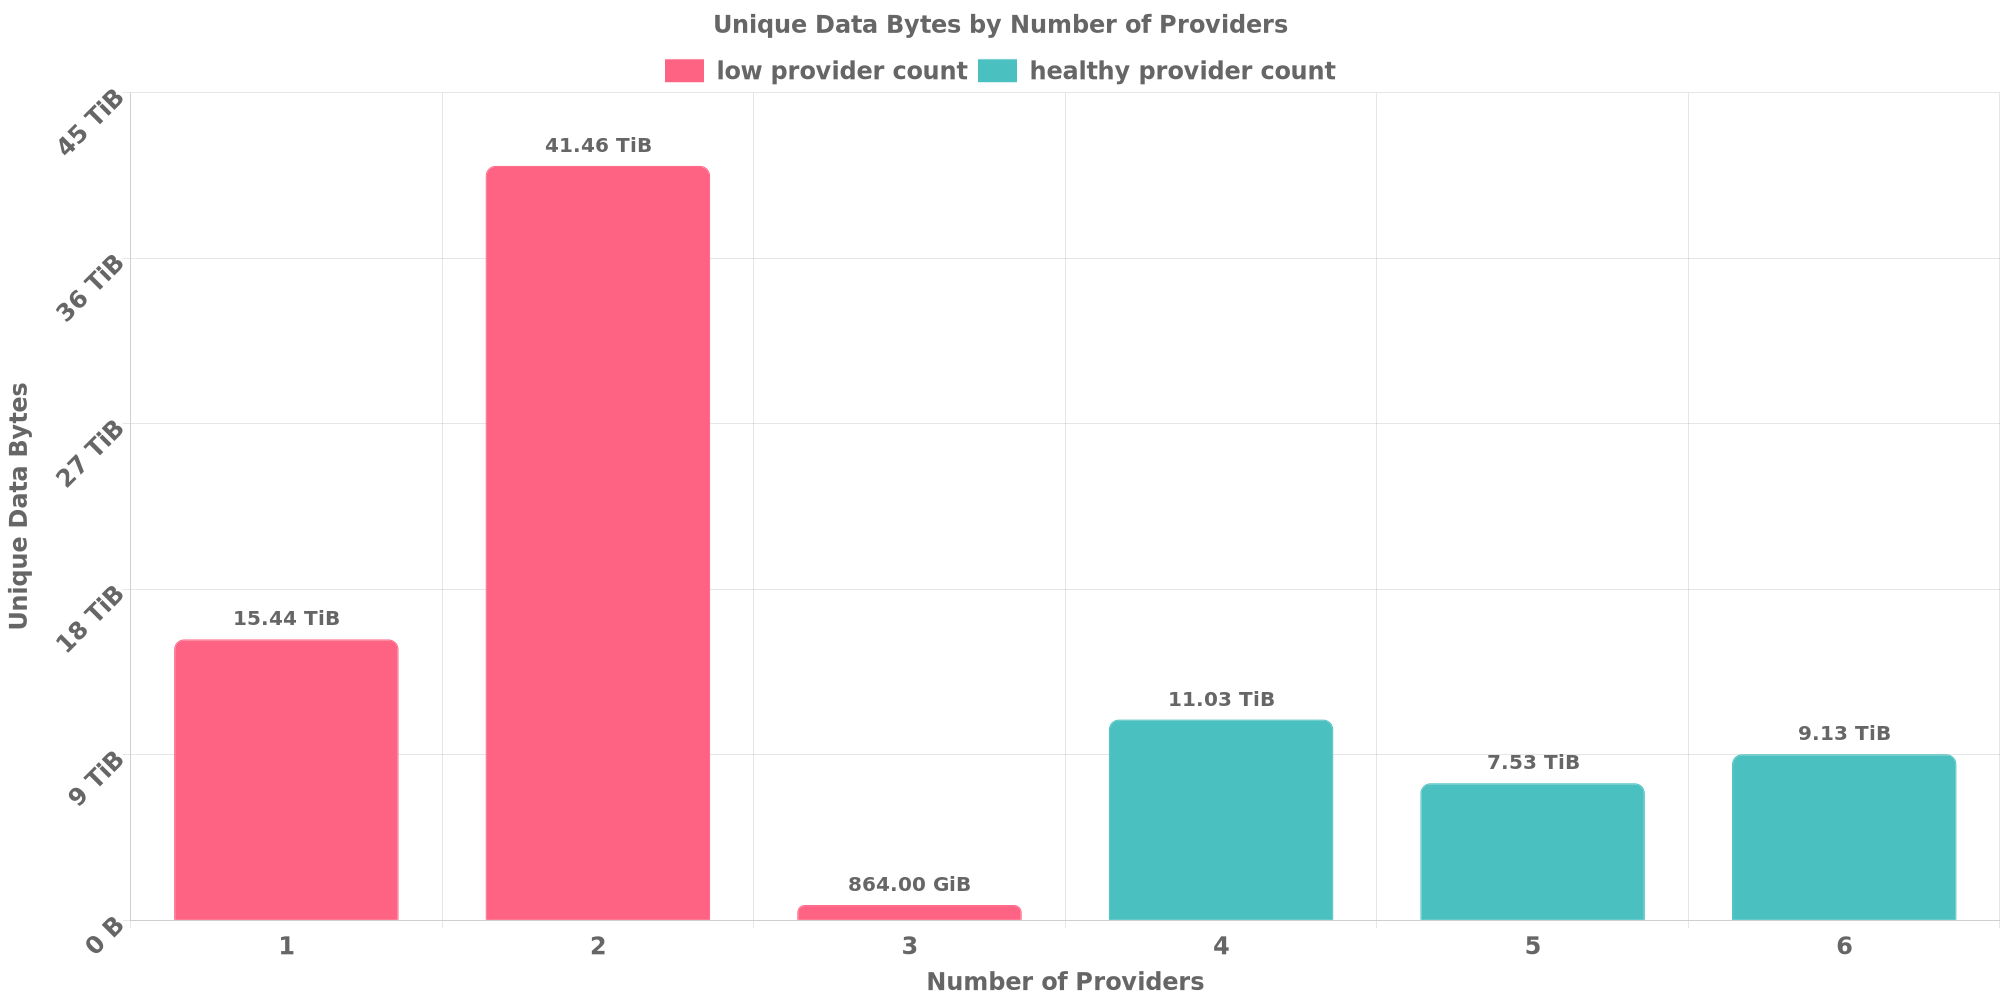 Unique Data Bytes by Number of Providers
low provider count
healthy provider count
Unique Data Bytes
45 TiB
36 TiB
27 TiB
18 TiB
9 TiB
0 B
15.44 TiB
41.46 TiB
864.00 GiB
11.03 TiB
7.53 TiB
9.13 TiB
1
2
3
4
5
6
Number of Providers